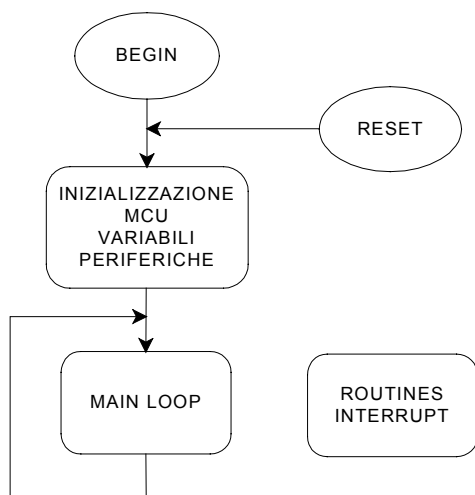 BEGIN
RESET
INIZIALIZZAZIONE
MCU
VARIABILI
PERIFERICHE
MAIN LOOP
ROUTINES
INTERRUPT